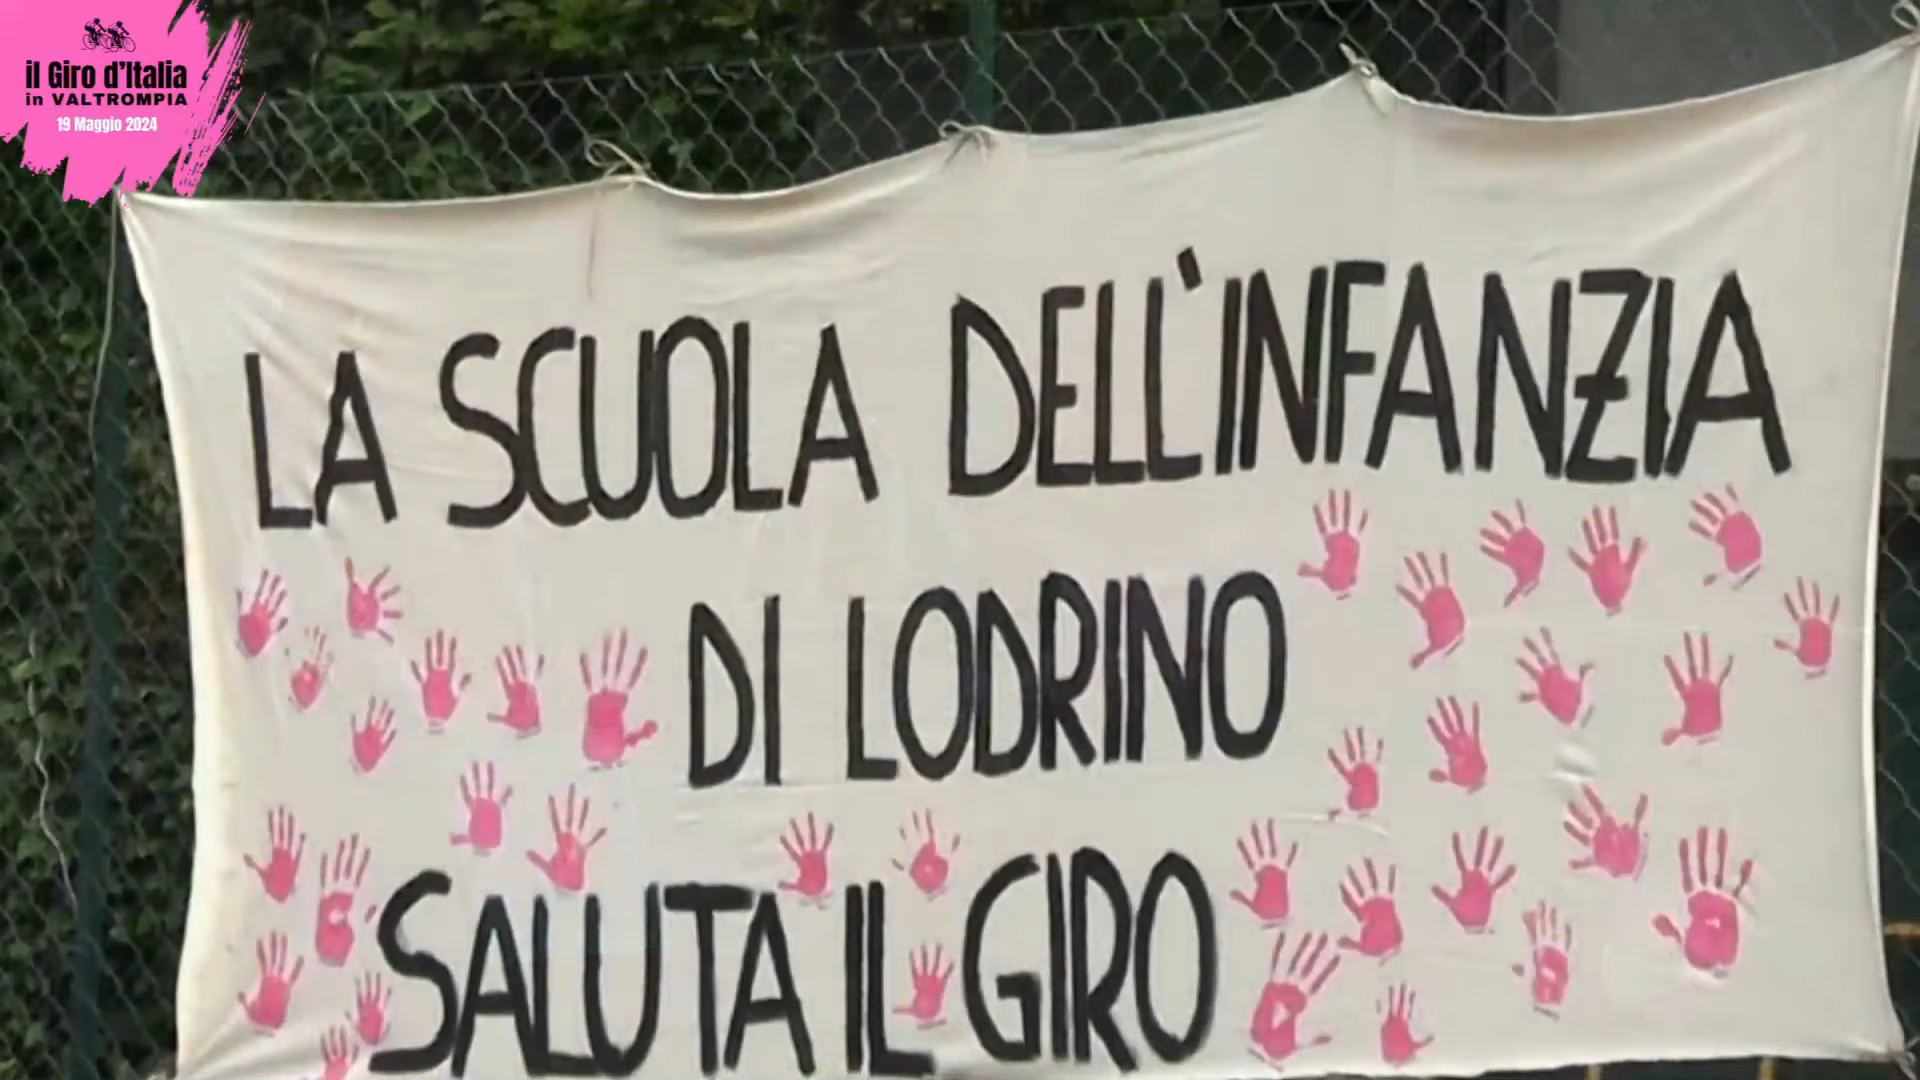 il Giro d'Italia
in VALTROMPIA
19 Maggio 2024
LA SCUOLA DELL'INFANZIA
DI LODRINO
SALUTA IL GIRO